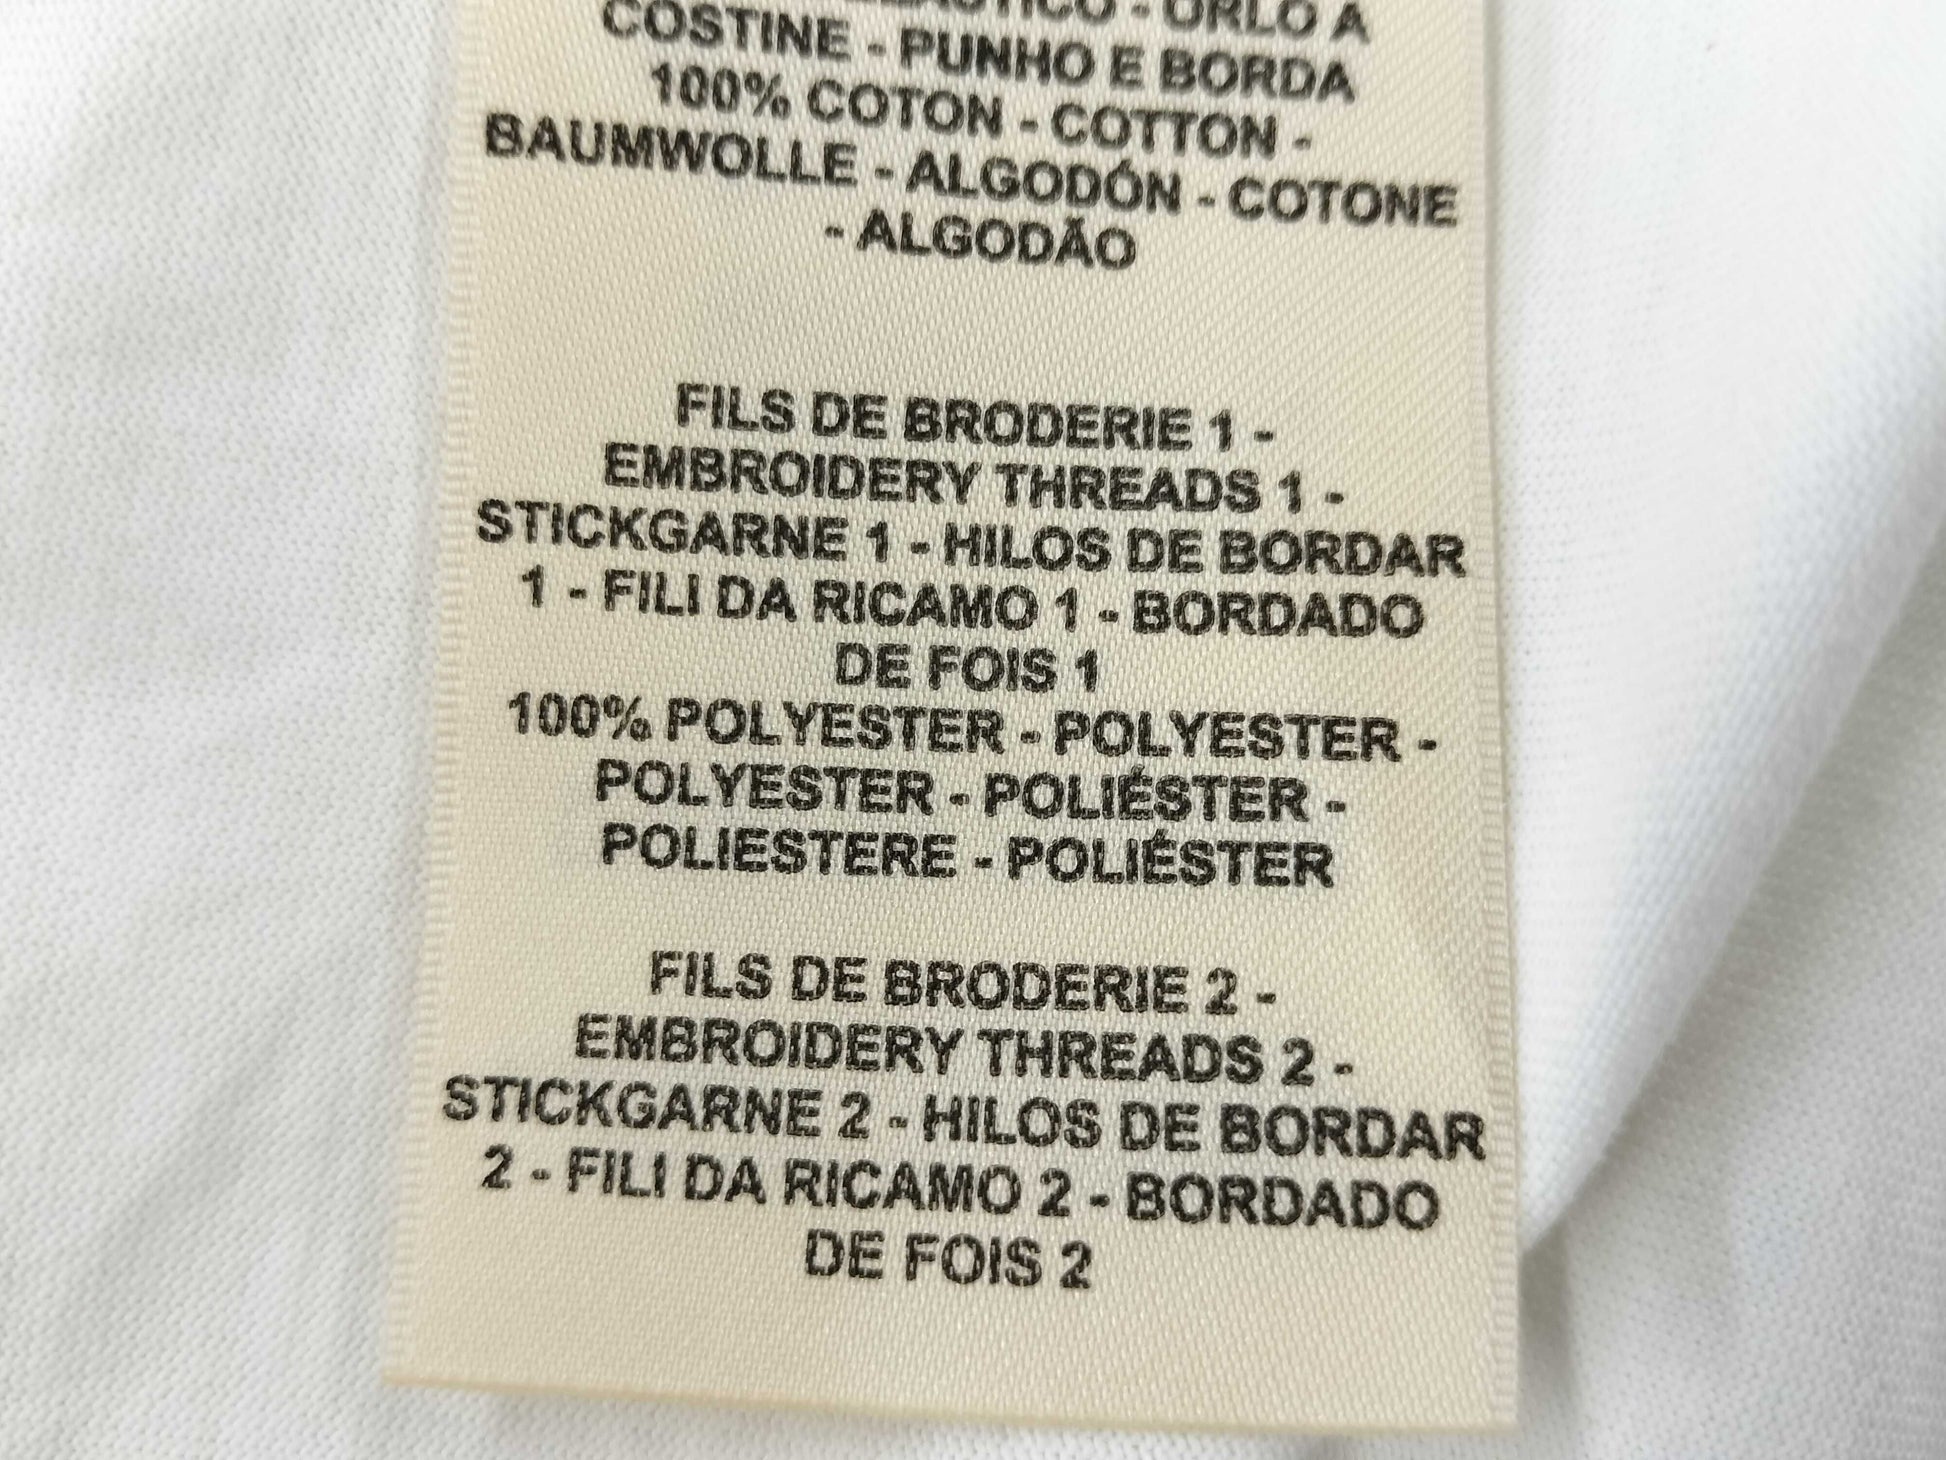 - ORLO A
COSTINE - PUNHO E BORDA
100% COTON - COTTON -
BAUMWOLLE - ALGODÓN - COTONE
- ALGODÃO
FILS DE BRODERIE 1 -
EMBROIDERY THREADS 1 -
STICKGARNE 1 - HILOS DE BORDAR
1 - FILI DA RICAMO 1 - BORDADO
DE FOIS 1
100% POLYESTER - POLYESTER -
POLYESTER - POLIÉSTER -
POLIESTERE - POLIÉSTER
FILS DE BRODERIE 2 -
EMBROIDERY THREADS 2 -
STICKGARNE 2 - HILOS DE BORDAR
2 - FILI DA RICAMO 2 - BORDADO
DE FOIS 2